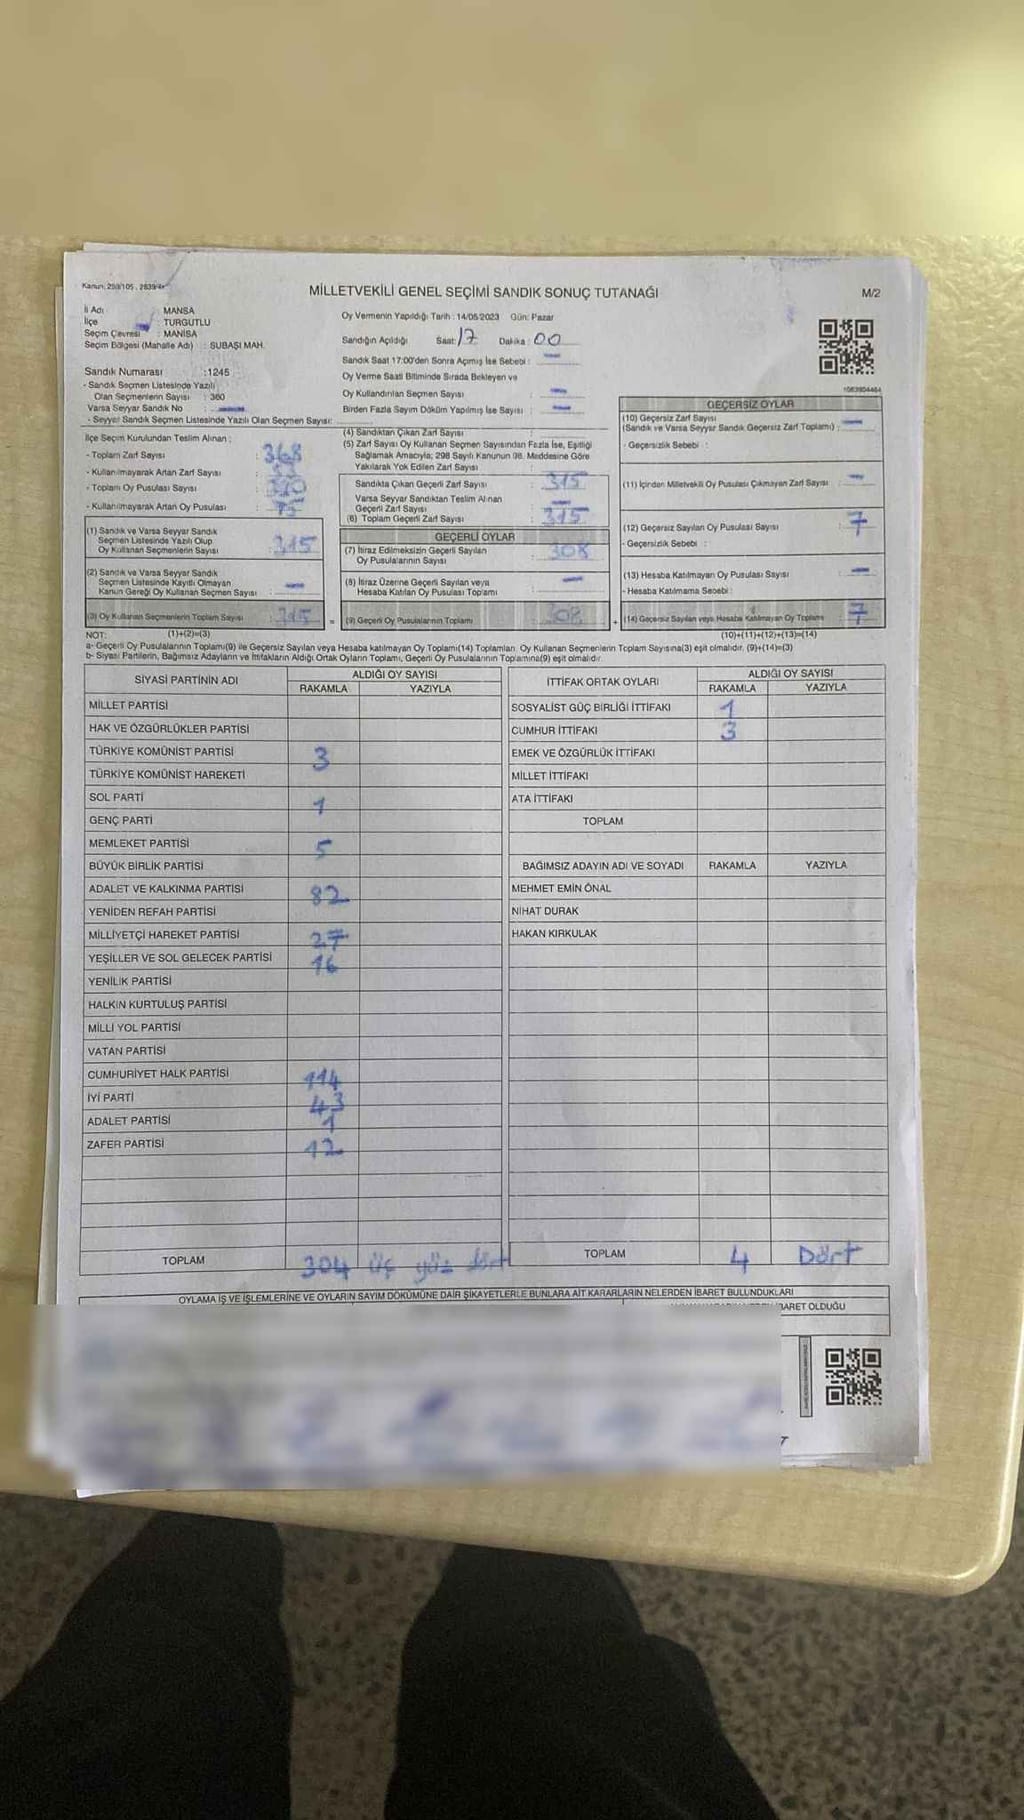 Kanun: 298/105, 2839/4
MİLLETVEKİLİ GENEL SEÇİMİ SANDIK SONUÇ TUTANAĞI
M/2
İl Adı : MANİSA
İlçe : TURGUTLU
Seçim Çevresi : MANİSA
Seçim Bölgesi (Mahalle Adı) : SUBAŞI MAH.
Sandık Numarası :1245
- Sandık Seçmen Listesinde Yazılı
Olan Seçmenlerin Sayısı : 360
Varsa Seyyar Sandık No :
- Seyyar Sandık Seçmen Listesinde Yazılı Olan Seçmen Sayısı:
İlçe Seçim Kurulundan Teslim Alınan ;
- Toplam Zarf Sayısı : 368
- Kullanılmayarak Artan Zarf Sayısı : 53
- Toplam Oy Pusulası Sayısı :
- Kullanılmayarak Artan Oy Pusulası : 75
(1) Sandık ve Varsa Seyyar Sandık
Seçmen Listesinde Yazılı Olup
Oy Kullanan Seçmenlerin Sayısı : 315
(2) Sandık ve Varsa Seyyar Sandık
Seçmen Listesinde Kayıtlı Olmayan
Kanun Gereği Oy Kullanan Seçmen Sayısı :
(3) Oy Kullanan Seçmenlerin Toplam Sayısı : 315
(1)+(2)=(3)
Oy Vermenin Yapıldığı Tarih : 14/05/2023 Gün: Pazar
Sandığın Açıldığı Saat: 17 Dakika : 00
Sandık Saat 17:00'den Sonra Açımış İse Sebebi :
Oy Verme Saati Bitiminde Sırada Bekleyen ve
Oy Kullandırılan Seçmen Sayısı :
Birden Fazla Sayım Döküm Yapılmış İse Sayısı :
(4) Sandıktan Çıkan Zarf Sayısı :
(5) Zarf Sayısı Oy Kullanan Seçmen Sayısından Fazla İse, Eşitliği
Sağlamak Amacıyla; 298 Sayılı Kanunun 98. Maddesine Göre
Yakılarak Yok Edilen Zarf Sayısı :
Sandıkta Çıkan Geçerli Zarf Sayısı : 315
Varsa Seyyar Sandıktan Teslim Alınan
Geçerli Zarf Sayısı :
(6) Toplam Geçerli Zarf Sayısı : 315
GEÇERLİ OYLAR
(7) İtiraz Edilmeksizin Geçerli Sayılan
Oy Pusulalarının Sayısı : 308
(8) İtiraz Üzerine Geçerli Sayılan veya
Hesaba Katılan Oy Pusulası Toplamı :
= (9) Geçerli Oy Pusulalarının Toplamı : 308
GEÇERSİZ OYLAR
(10) Geçersiz Zarf Sayısı
(Sandık ve Varsa Seyyar Sandık Geçersiz Zarf Toplamı) :
- Geçersizlik Sebebi :
(11) İçinden Milletvekili Oy Pusulası Çıkmayan Zarf Sayısı :
(12) Geçersiz Sayılan Oy Pusulası Sayısı : 7
- Geçersizlik Sebebi :
(13) Hesaba Katılmayan Oy Pusulası Sayısı :
- Hesaba Katılmama Sebebi :
+ (14) Geçersiz Sayılan veya Hesaba Katılmayan Oy Toplamı : 7
(10)+(11)+(12)+(13)=(14)
NOT:
a- Geçerli Oy Pusulalarının Toplamı(9) ile Geçersiz Sayılan veya Hesaba katılmayan Oy Toplamı(14) Toplamları, Oy Kullanan Seçmenlerin Toplam Sayısına(3) eşit olmalıdır. (9)+(14)=(3)
b- Siyasi Partilerin, Bağımsız Adayların ve İttifakların Aldığı Ortak Oyların Toplamı, Geçerli Oy Pusulalarının Toplamına(9) eşit olmalıdır.
SİYASİ PARTİNİN ADI ALDIĞI OY SAYISI
RAKAMLA YAZIYLA
MİLLET PARTİSİ
HAK VE ÖZGÜRLÜKLER PARTİSİ
TÜRKİYE KOMÜNİST PARTİSİ 3
TÜRKİYE KOMÜNİST HAREKETİ
SOL PARTİ 1
GENÇ PARTİ
MEMLEKET PARTİSİ 5
BÜYÜK BİRLİK PARTİSİ
ADALET VE KALKINMA PARTİSİ 82
YENİDEN REFAH PARTİSİ
MİLLİYETÇİ HAREKET PARTİSİ 27
YEŞİLLER VE SOL GELECEK PARTİSİ 16
YENİLİK PARTİSİ
HALKIN KURTULUŞ PARTİSİ
MİLLİ YOL PARTİSİ
VATAN PARTİSİ
CUMHURİYET HALK PARTİSİ 114
İYİ PARTİ 43
ADALET PARTİSİ 1
ZAFER PARTİSİ 12
TOPLAM 304 üç yüz dört
İTTİFAK ORTAK OYLARI ALDIĞI OY SAYISI
RAKAMLA YAZIYLA
SOSYALİST GÜÇ BİRLİĞİ İTTİFAKI 1
CUMHUR İTTİFAKI 3
EMEK VE ÖZGÜRLÜK İTTİFAKI
MİLLET İTTİFAKI
ATA İTTİFAKI
TOPLAM
BAĞIMSIZ ADAYIN ADI VE SOYADI RAKAMLA YAZIYLA
MEHMET EMİN ÖNAL
NİHAT DURAK
HAKAN KIRKULAK
TOPLAM 4 Dört
OYLAMA İŞ VE İŞLEMLERİNE VE OYLARIN SAYIM DÖKÜMÜNE DAİR ŞİKAYETLERLE BUNLARA AİT KARARLARIN NELERDEN İBARET BULUNDUKLARI
BARET OLDUĞU